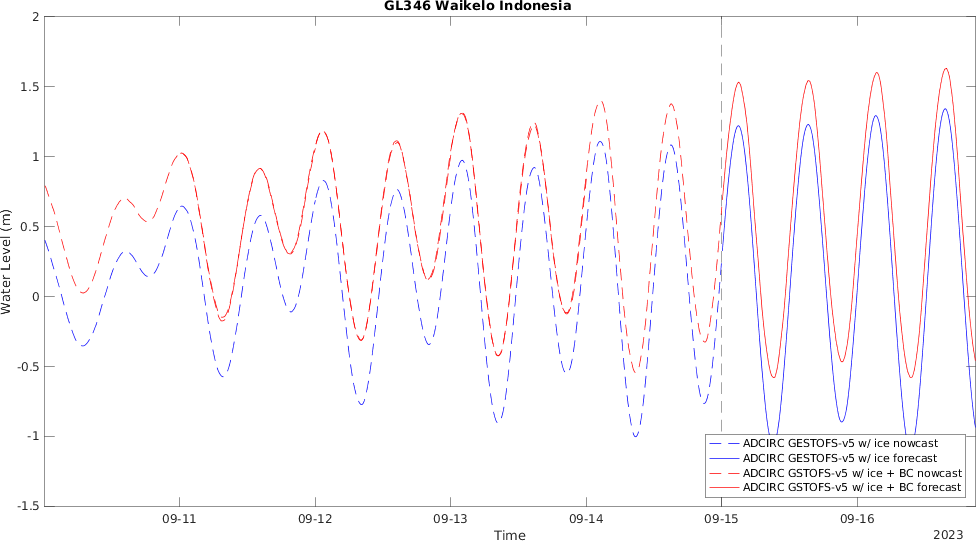 GL346 Waikelo Indonesia
2
1.5
1
0.5
0
-0.5
-1
-1.5
Water Level (m)
ADCIRC GESTOFS-v5 w/ ice nowcast
ADCIRC GESTOFS-v5 w/ ice forecast
ADCIRC GSTOFS-v5 w/ ice + BC nowcast
ADCIRC GSTOFS-v5 w/ ice + BC forecast
09-11 09-12 09-13 09-14 09-15 09-16
Time
2023